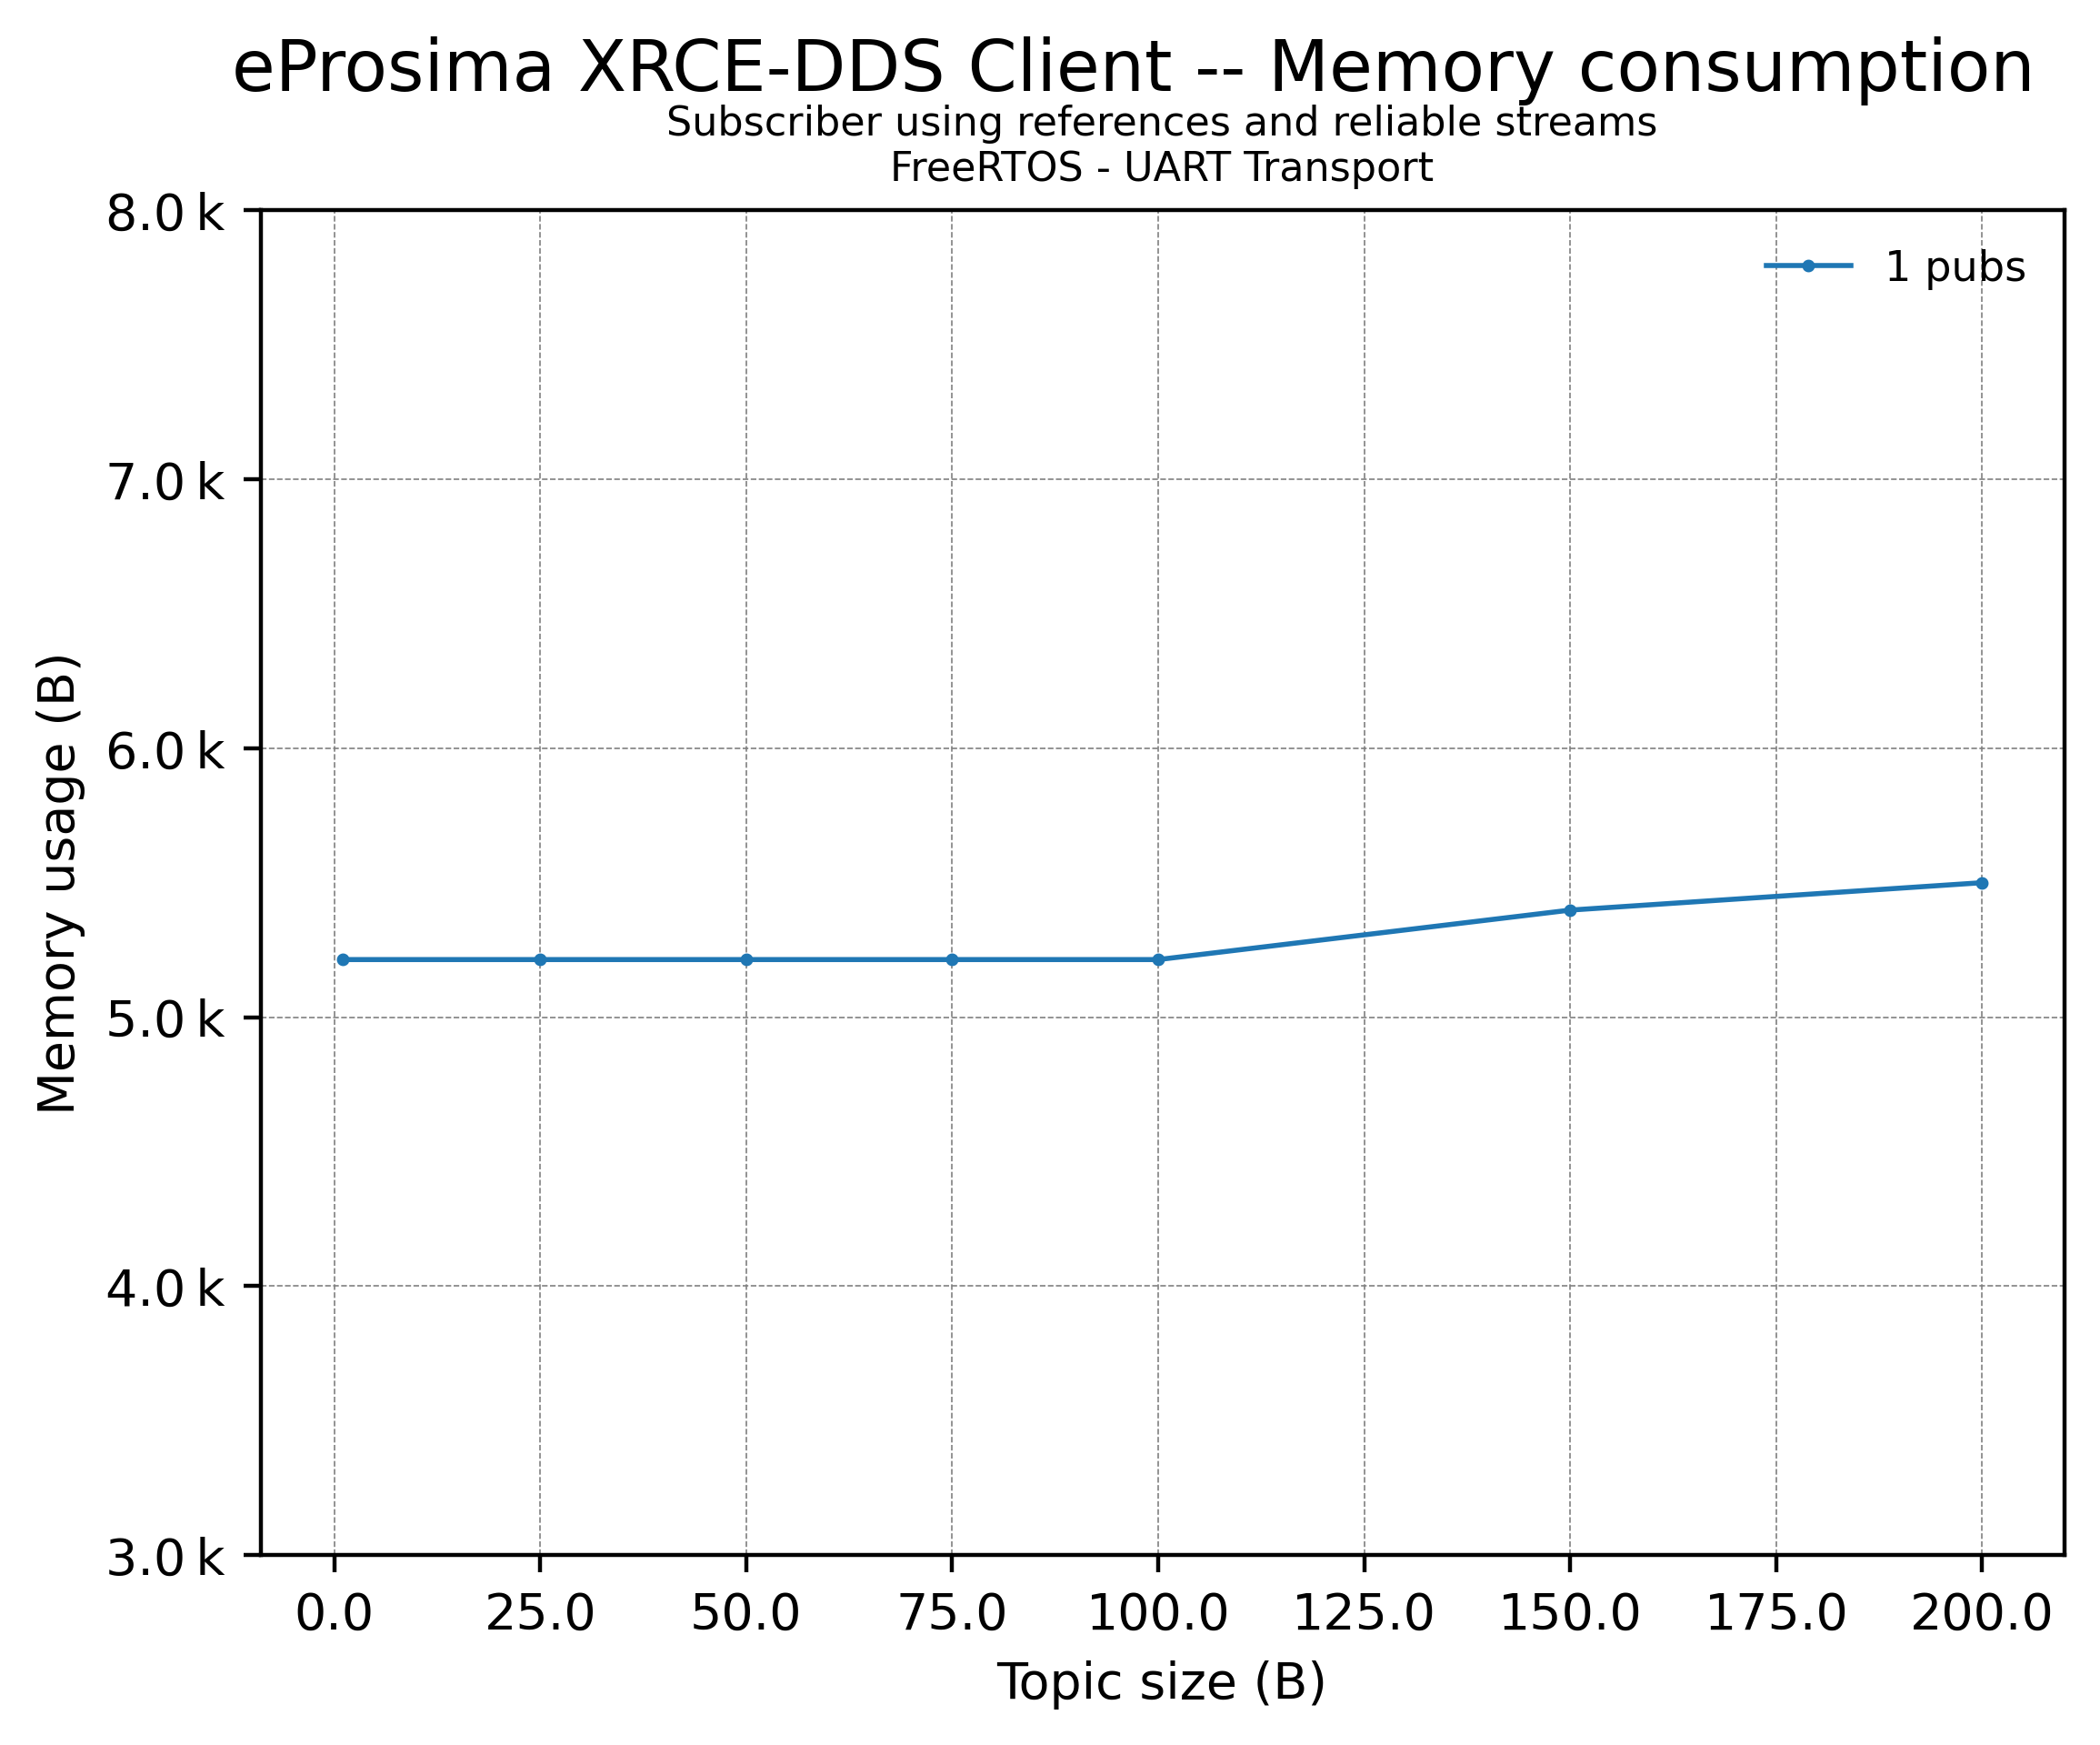 eProsima XRCE-DDS Client -- Memory consumption
Subscriber using references and reliable streams
FreeRTOS - UART Transport
1 pubs
Memory usage (B)
8.0 k
7.0 k
6.0 k
5.0 k
4.0 k
3.0 k
0.0 25.0 50.0 75.0 100.0 125.0 150.0 175.0 200.0
Topic size (B)